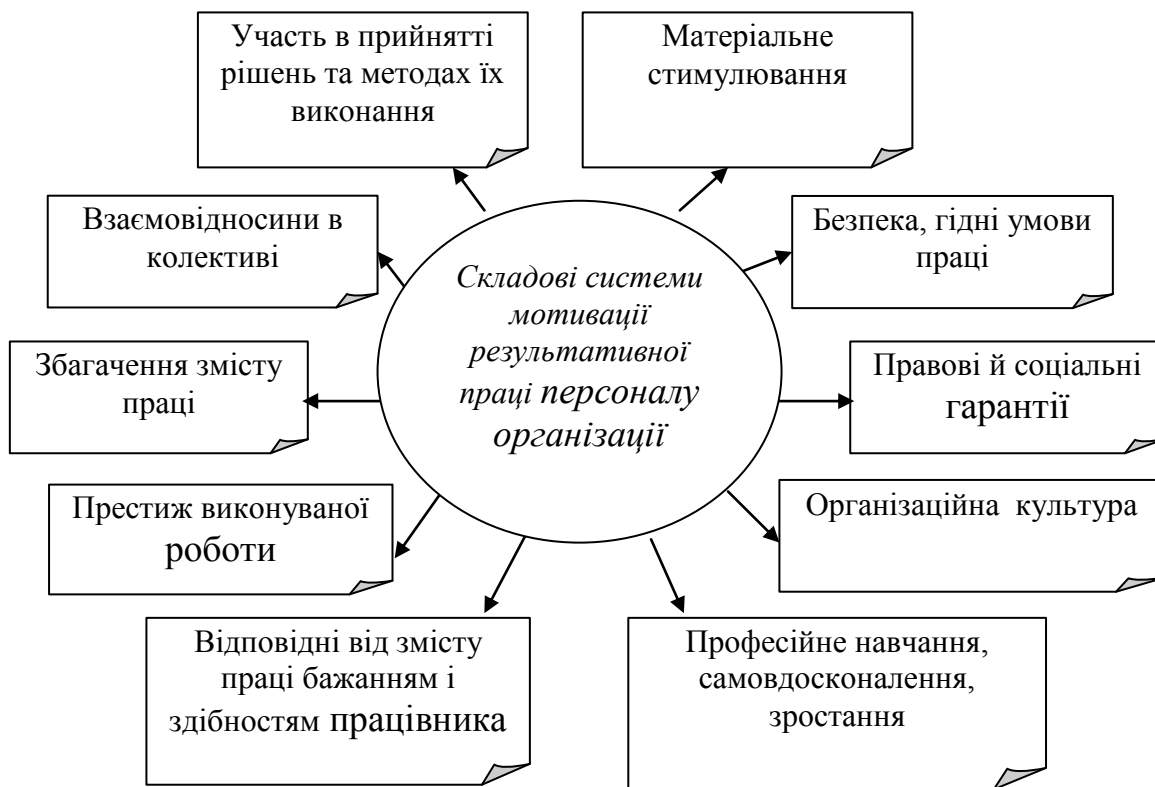 Участь в прийнятті
рішень та методах їх
виконання
Матеріальне
стимулювання
Взаємовідносини в
колективі
Безпека, гідні умови
праці
Складові системи
мотивації
результативної
праці персоналу
організації
Збагачення змісту
праці
Правові й соціальні
гарантії
Престиж виконуваної
роботи
Організаційна культура
Відповідні від змісту
праці бажанням і
здібностям працівника
Професійне навчання,
самовдосконалення,
зростання